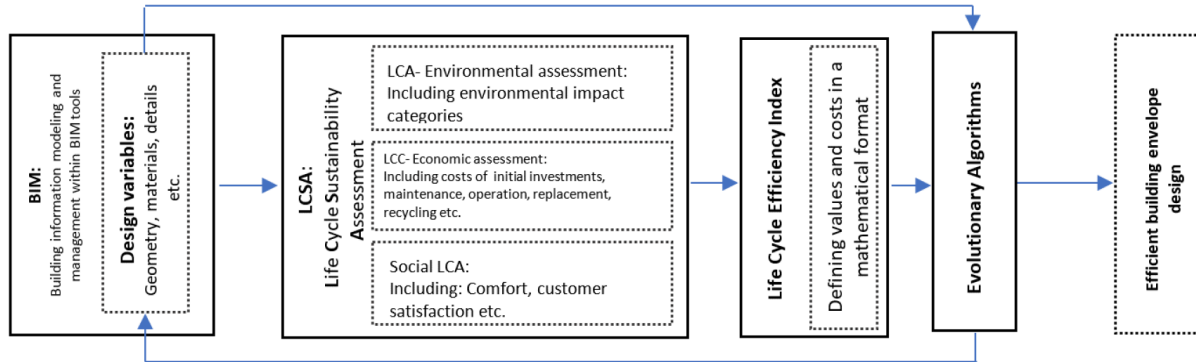 BIM:
Building information modeling and
management within BIM tools
Design variables:
Geometry, materials, details
etc.
LCSA:
Life Cycle Sustainability
Assessment
LCA- Environmental assessment:
Including environmental impact
categories
LCC- Economic assessment:
Including costs of initial investments,
maintenance, operation, replacement,
recycling etc.
Social LCA:
Including: Comfort, customer
satisfaction etc.
Life Cycle Efficiency Index
Defining values and costs in a
mathematical format
Evolutionary Algorithms
Efficient building envelope
design